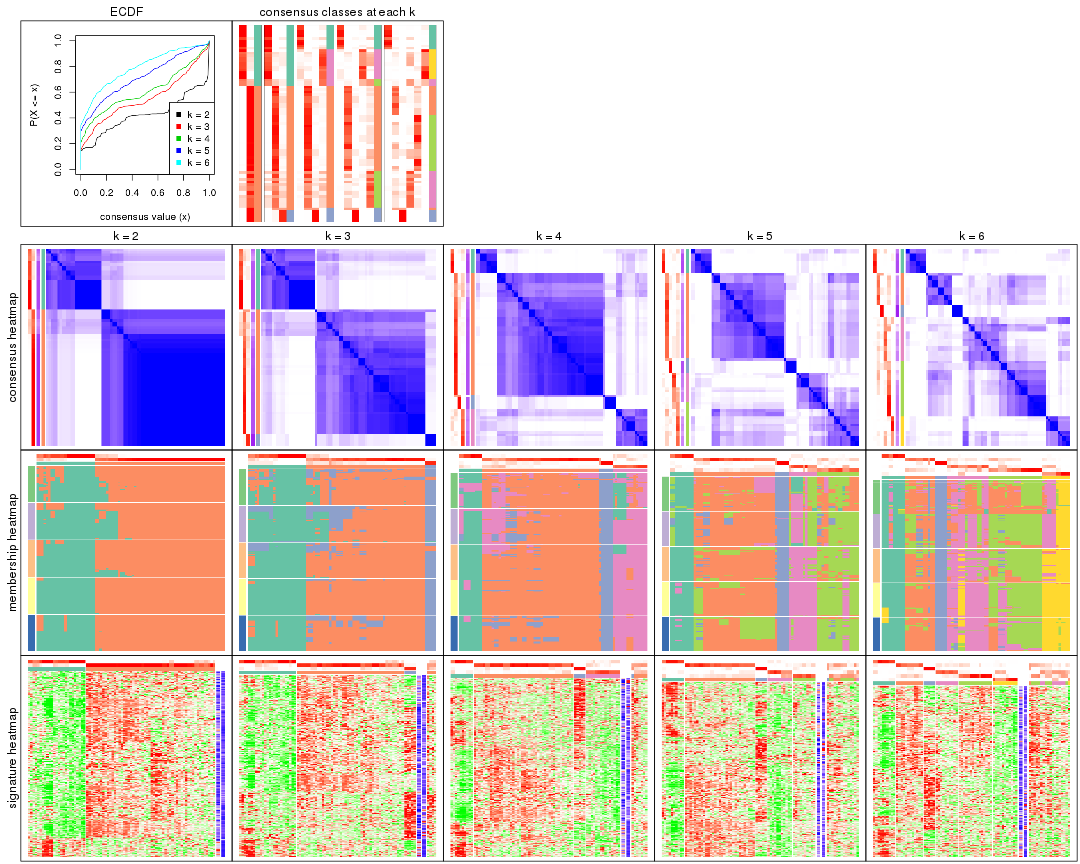 ECDF
consensus classes at each k
P(X <= x)
1.0
0.8
0.6
0.4
0.2
0.0
k = 2
k = 3
k = 4
k = 5
k = 6
0.0 0.2 0.4 0.6 0.8 1.0
consensus value (x)
k = 2
k = 3
k = 4
k = 5
k = 6
consensus heatmap
membership heatmap
signature heatmap